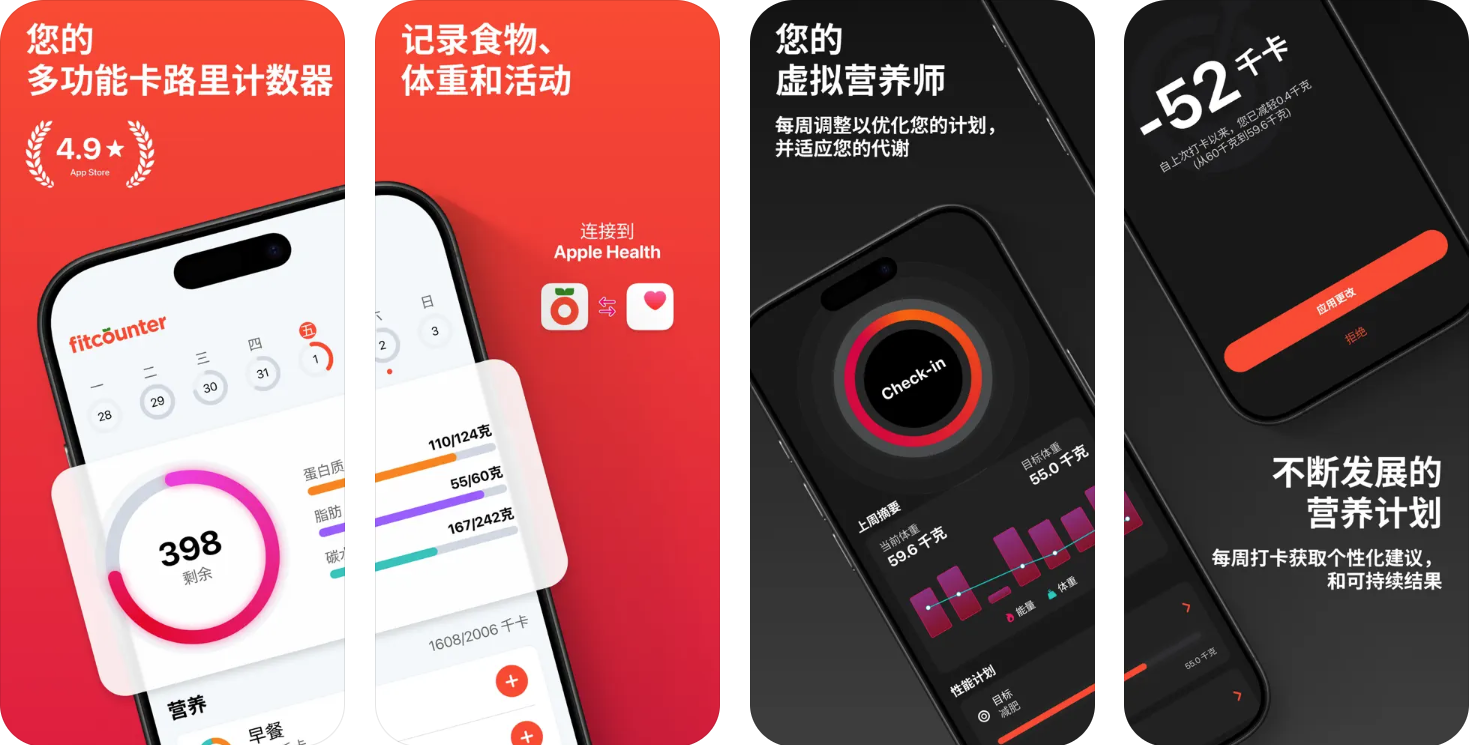 您的
多功能卡路里计数器
4.9★
App Store
fitcounter
一 二 三 四 五
28 29 30 31 1
398
剩余
蛋白质
脂肪
营养
早餐
记录食物、
体重和活动
连接到
Apple Health
日
2 3
110/124克
55/60克
167/242克
1608/2006 千卡
您的
虚拟营养师
每周调整以优化您的计划，
并适应您的代谢
Check-in
上周摘要
目标体重
55.0 千克
当前体重
59.6 千克
能量 体重
性能计划
目标
减肥
-52 千卡
自上次打卡以来，您已减轻0.4千克
(从60千克到59.6千克)
应用更改
拒绝
不断发展的
营养计划
每周打卡获取个性化建议，
和可持续结果
55.0 千克